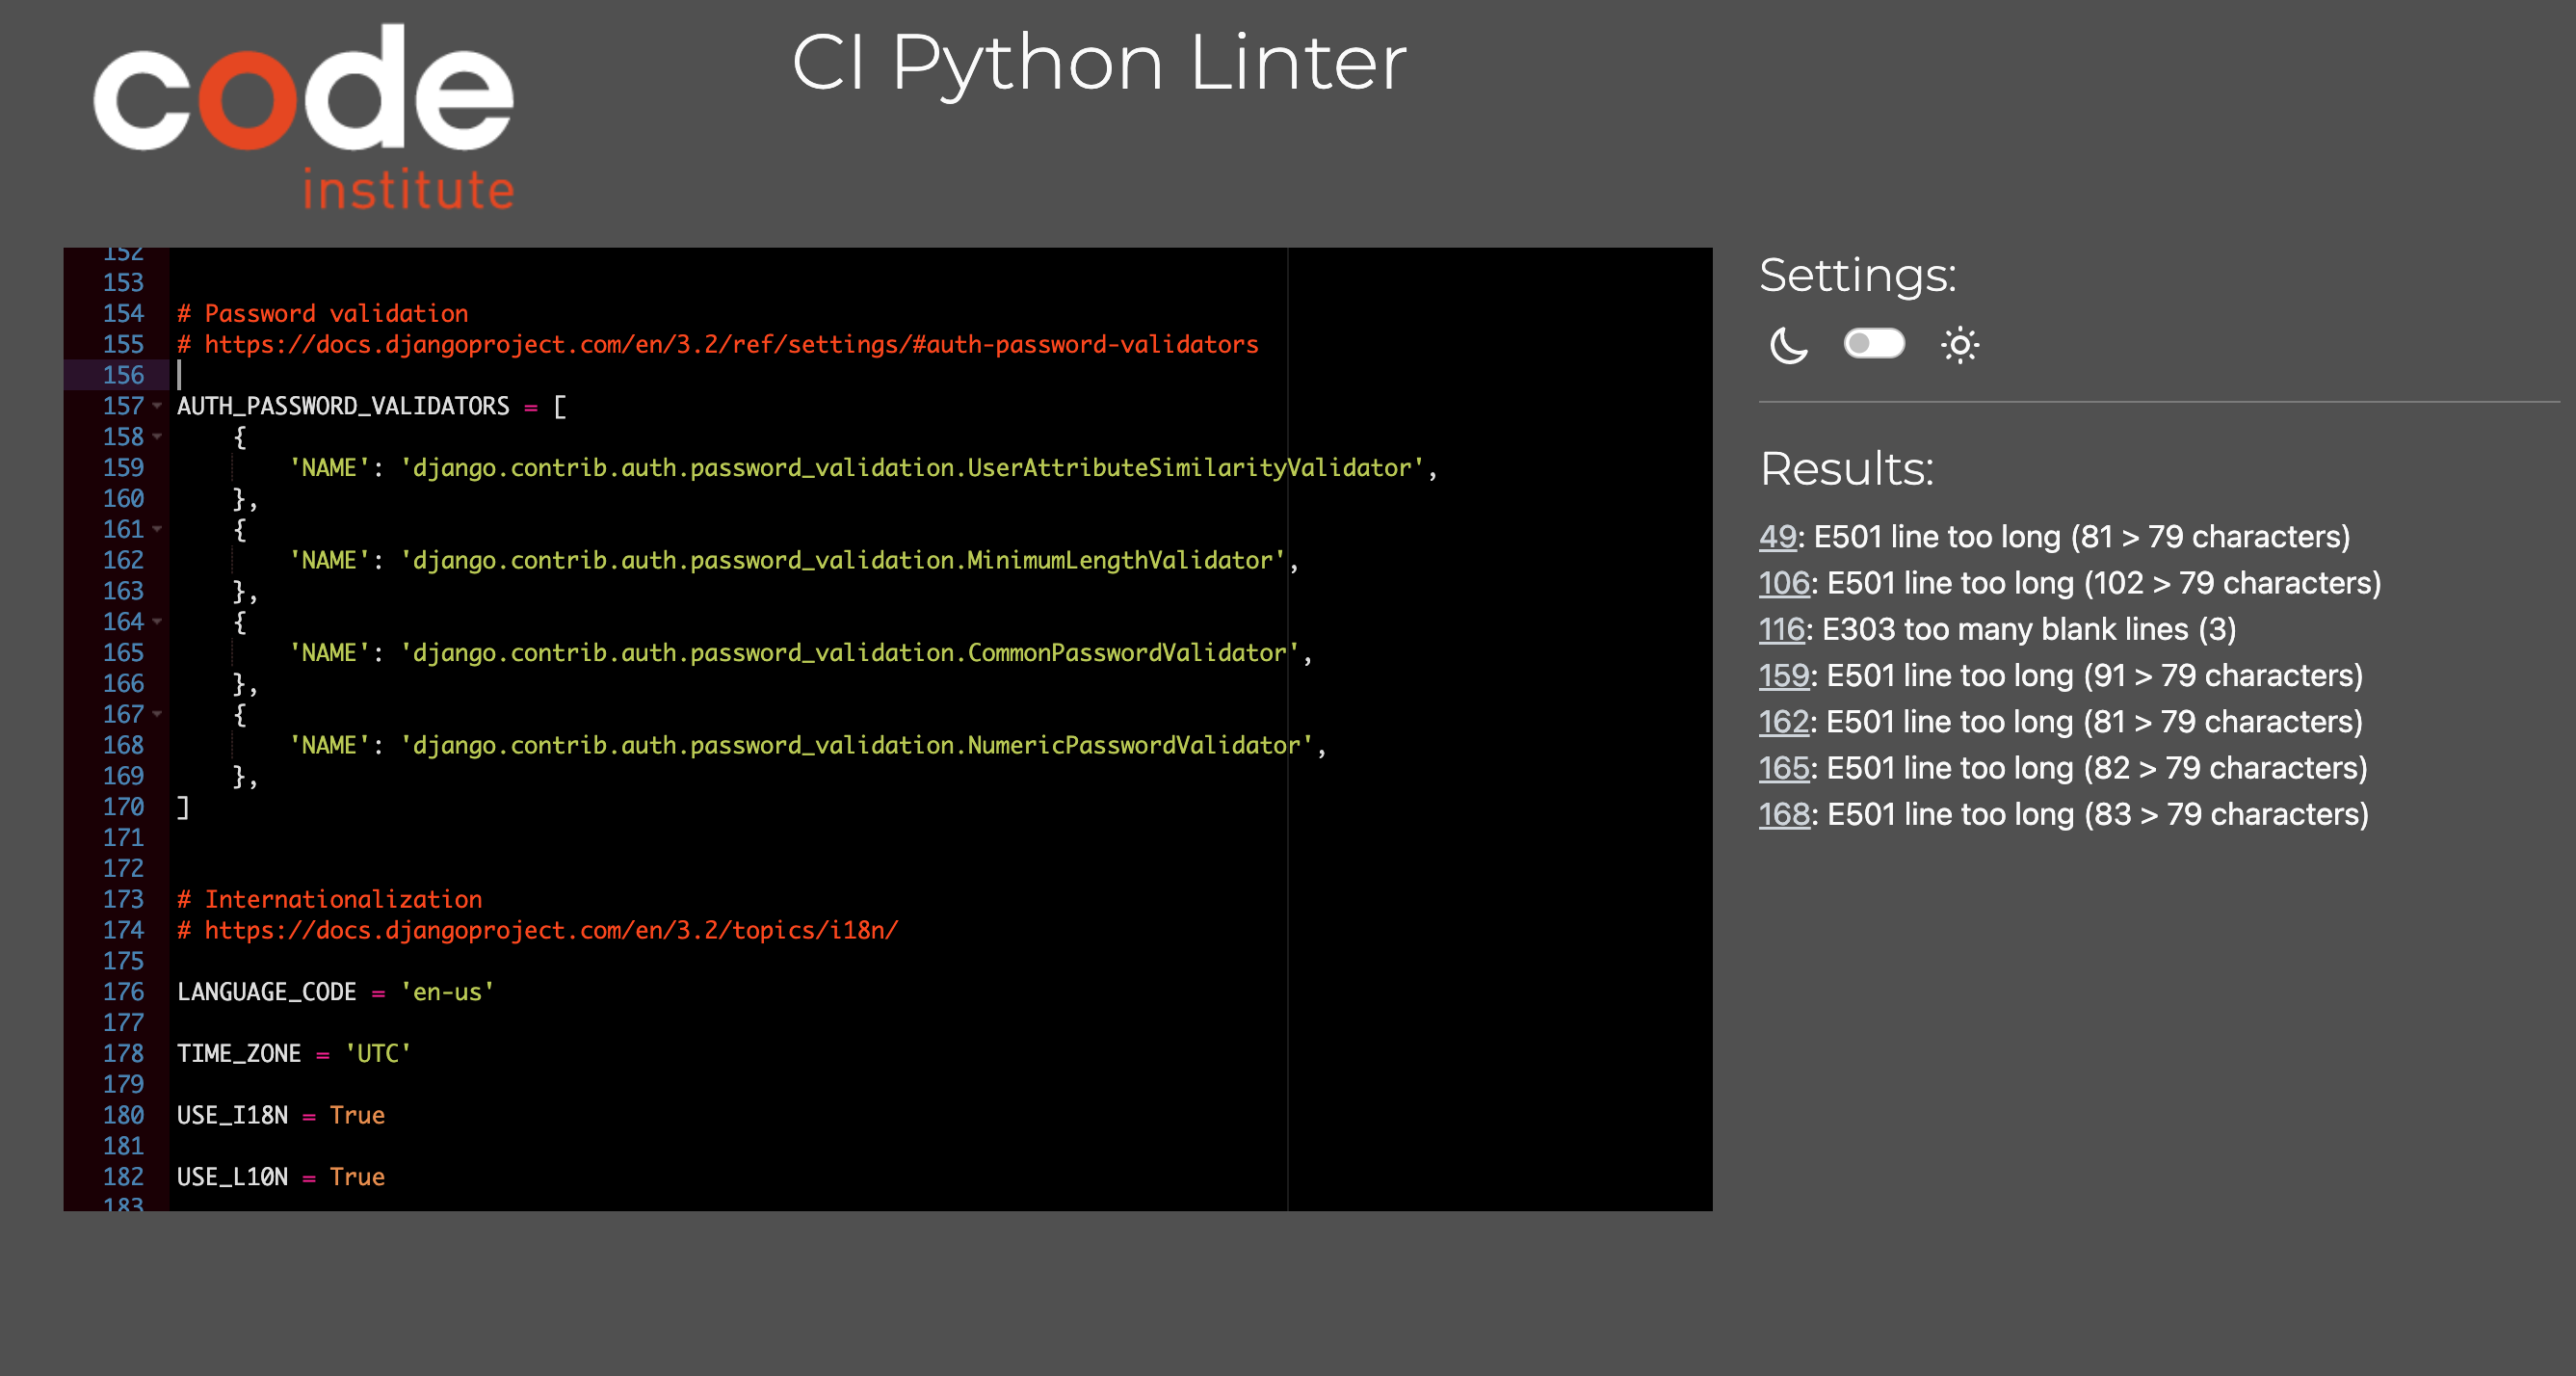 code
institute
CI Python Linter
152
153
154 # Password validation
155 # https://docs.djangoproject.com/en/3.2/ref/settings/#auth-password-validators
156
157 AUTH_PASSWORD_VALIDATORS = [
158     {
159         'NAME': 'django.contrib.auth.password_validation.UserAttributeSimilarityValidator',
160     },
161     {
162         'NAME': 'django.contrib.auth.password_validation.MinimumLengthValidator',
163     },
164     {
165         'NAME': 'django.contrib.auth.password_validation.CommonPasswordValidator',
166     },
167     {
168         'NAME': 'django.contrib.auth.password_validation.NumericPasswordValidator',
169     },
170 ]
171
172
173 # Internationalization
174 # https://docs.djangoproject.com/en/3.2/topics/i18n/
175
176 LANGUAGE_CODE = 'en-us'
177
178 TIME_ZONE = 'UTC'
179
180 USE_I18N = True
181
182 USE_L10N = True
183
Settings:
Results:
49: E501 line too long (81 > 79 characters)
106: E501 line too long (102 > 79 characters)
116: E303 too many blank lines (3)
159: E501 line too long (91 > 79 characters)
162: E501 line too long (81 > 79 characters)
165: E501 line too long (82 > 79 characters)
168: E501 line too long (83 > 79 characters)